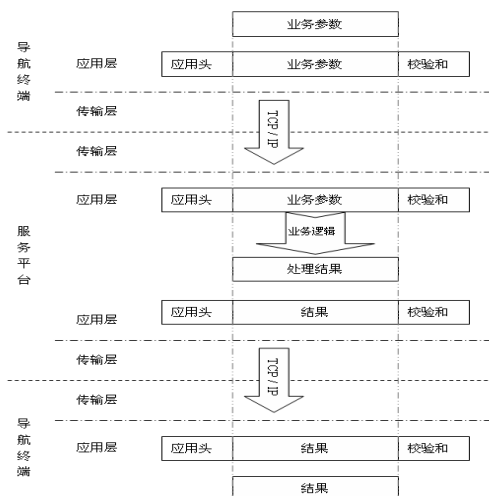 业务参数
导航终端
应用层
应用头
业务参数
校验和
传输层
TCP/IP
传输层
服务平台
应用层
应用头
业务参数
校验和
业务逻辑
处理结果
应用层
应用头
结果
校验和
传输层
TCP/IP
传输层
导航终端
应用层
应用头
结果
校验和
结果